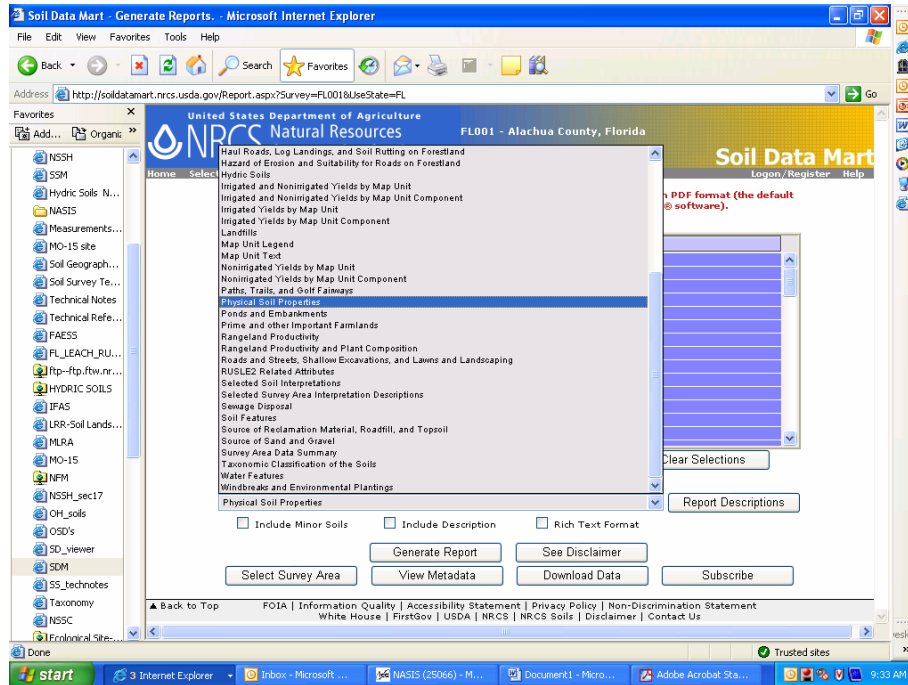 Soil Data Mart - Generate Reports. - Microsoft Internet Explorer
File Edit View Favorites Tools Help
Back Search Favorites
Address http://soildatamart.nrcs.usda.gov/Report.aspx?Survey=FL001&UseState=FL Go
Favorites
Add... Organiz
NSSH
SSM
Hydric Soils N...
NASIS
Measurements...
MO-15 site
Soil Geograph...
Soil Survey Te...
Technical Notes
Technical Refe...
FAESS
FL_LEACH_RU...
ftp--ftp.ftw.nr...
HYDRIC SOILS
IFAS
LRR-Soil Lands...
MLRA
MO-15
NFM
NSSH_sec17
OH_soils
OSD's
SD_viewer
SDM
SS_technotes
Taxonomy
NSSC
Ecological Site-...
United States Department of Agriculture
NRCS Natural Resources
FL001 - Alachua County, Florida
Soil Data Mart
Home Select Logon/Register Help
n PDF format (the default
® software).
Haul Roads, Log Landings, and Soil Rutting on Forestland
Hazard of Erosion and Suitability for Roads on Forestland
Hydric Soils
Irrigated and Nonirrigated Yields by Map Unit
Irrigated and Nonirrigated Yields by Map Unit Component
Irrigated Yields by Map Unit
Irrigated Yields by Map Unit Component
Landfills
Map Unit Legend
Map Unit Text
Nonirrigated Yields by Map Unit
Nonirrigated Yields by Map Unit Component
Paths, Trails, and Golf Fairways
Physical Soil Properties
Ponds and Embankments
Prime and other Important Farmlands
Rangeland Productivity
Rangeland Productivity and Plant Composition
Roads and Streets, Shallow Excavations, and Lawns and Landscaping
RUSLE2 Related Attributes
Selected Soil Interpretations
Selected Survey Area Interpretation Descriptions
Sewage Disposal
Soil Features
Source of Reclamation Material, Roadfill, and Topsoil
Source of Sand and Gravel
Survey Area Data Summary
Taxonomic Classification of the Soils
Water Features
Windbreaks and Environmental Plantings
Clear Selections
Physical Soil Properties Report Descriptions
Include Minor Soils Include Description Rich Text Format
Generate Report See Disclaimer
Select Survey Area View Metadata Download Data Subscribe
Back to Top FOIA | Information Quality | Accessibility Statement | Privacy Policy | Non-Discrimination Statement
White House | FirstGov | USDA | NRCS | NRCS Soils | Disclaimer | Contact Us
Done Trusted sites
start 3 Internet Explorer Inbox - Microsoft ... NASIS (25066) - M... Document1 - Micro... Adobe Acrobat Sta... 9:33 AM